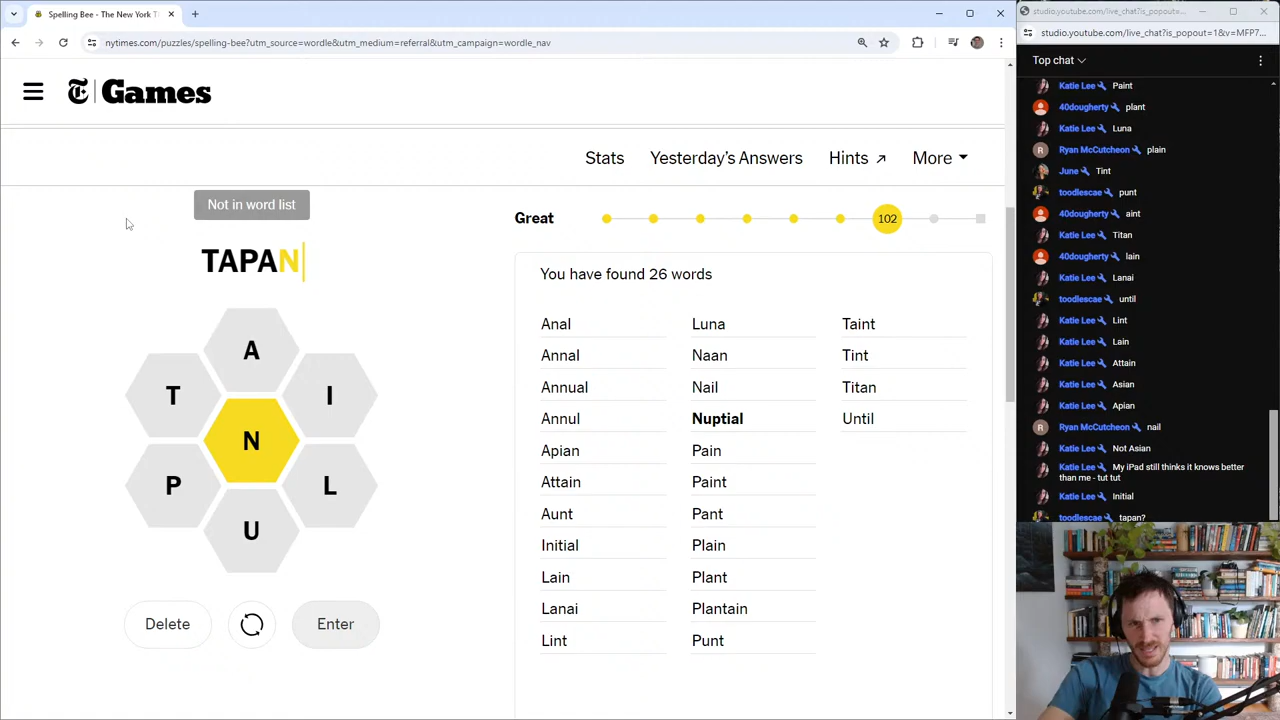 Spelling Bee - The New York T
nytimes.com/puzzles/spelling-bee?utm_source=wordle&utm_medium=referral&utm_campaign=wordle_nav
Games
Stats
Yesterday's Answers
Hints
More
Not in word list
TAPAN
A
T
I
N
P
L
U
Delete
Enter
Great
102
You have found 26 words
Anal
Annal
Annual
Annul
Apian
Attain
Aunt
Initial
Lain
Lanai
Lint
Luna
Naan
Nail
Nuptial
Pain
Paint
Pant
Plain
Plant
Plantain
Punt
Taint
Tint
Titan
Until
studio.youtube.com/live_chat?is_popout=...
studio.youtube.com/live_chat?is_popout=1&v=MFP7...
Top chat
Katie Lee Paint
40dougherty plant
Katie Lee Luna
R Ryan McCutcheon plain
June Tint
toodlescae punt
40dougherty aint
Katie Lee Titan
40dougherty lain
Katie Lee Lanai
toodlescae until
Katie Lee Lint
Katie Lee Lain
Katie Lee Attain
Katie Lee Asian
Katie Lee Apian
R Ryan McCutcheon nail
Katie Lee Not Asian
Katie Lee My iPad still thinks it knows better
than me - tut tut
Katie Lee Initial
toodlescae tapan?